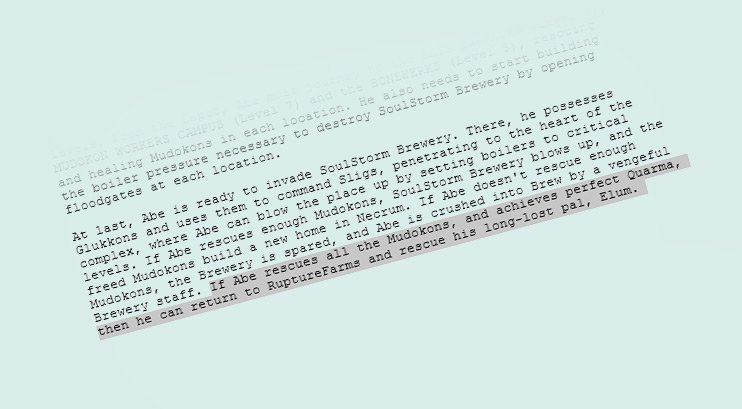 MUDOKON WORKERS CAMPUS (Level 7) and the BONEWERKS (Level 8), rescuing
and healing Mudokons in each location. He also needs to start building
the boiler pressure necessary to destroy SoulStorm Brewery by opening
floodgates at each location.
At last, Abe is ready to invade SoulStorm Brewery. There, he possesses
Glukkons and uses them to command Sligs, penetrating to the heart of the
complex, where Abe can blow the place up by setting boilers to critical
levels. If Abe rescues enough Mudokons, SoulStorm Brewery blows up, and the
freed Mudokons build a new home in Necrum. If Abe doesn't rescue enough
Mudokons, the Brewery is spared, and Abe is crushed into Brew by a vengeful
Brewery staff. If Abe rescues all the Mudokons, and achieves perfect Quarma,
then he can return to RuptureFarms and rescue his long-lost pal, Elum.